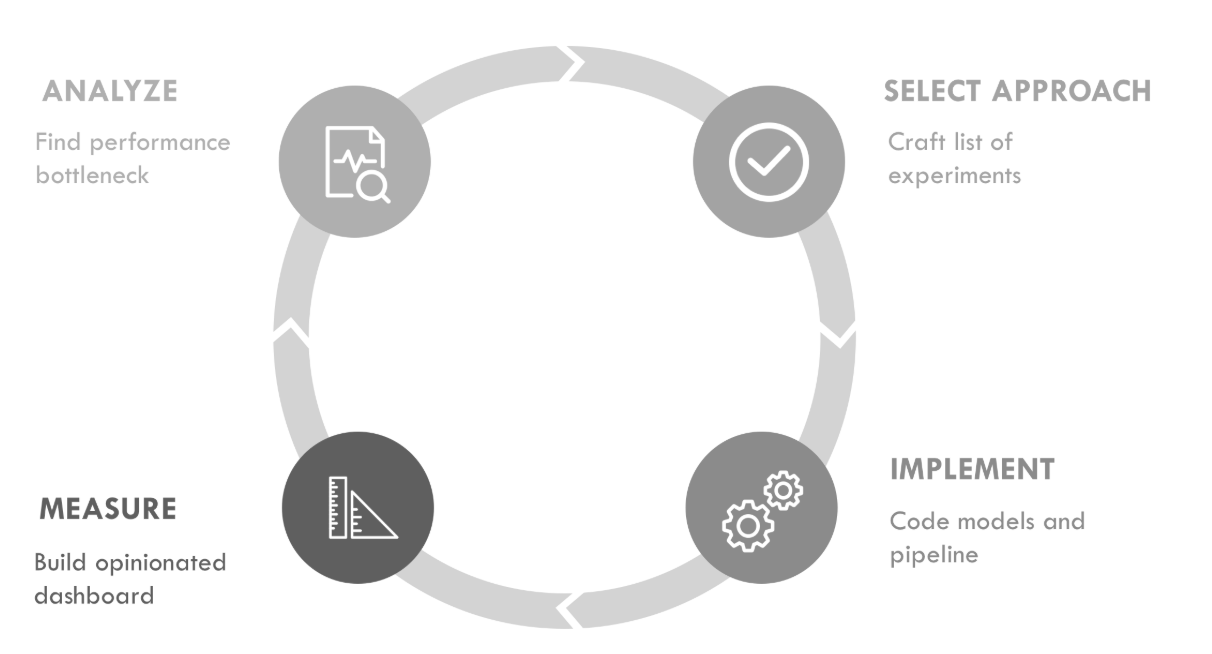 ANALYZE
Find performance
bottleneck
SELECT APPROACH
Craft list of
experiments
IMPLEMENT
Code models and
pipeline
MEASURE
Build opinionated
dashboard